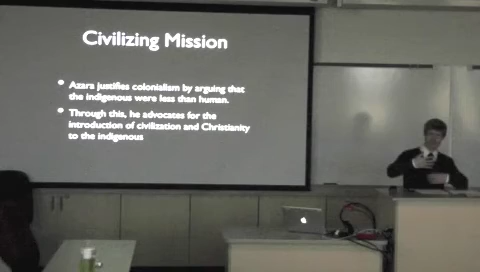 Civilizing Mission
Azara justifies colonialism by arguing that
the indigenous were less than human.
Through this, he advocates for the
introduction of civilization and Christianity
to the indigenous